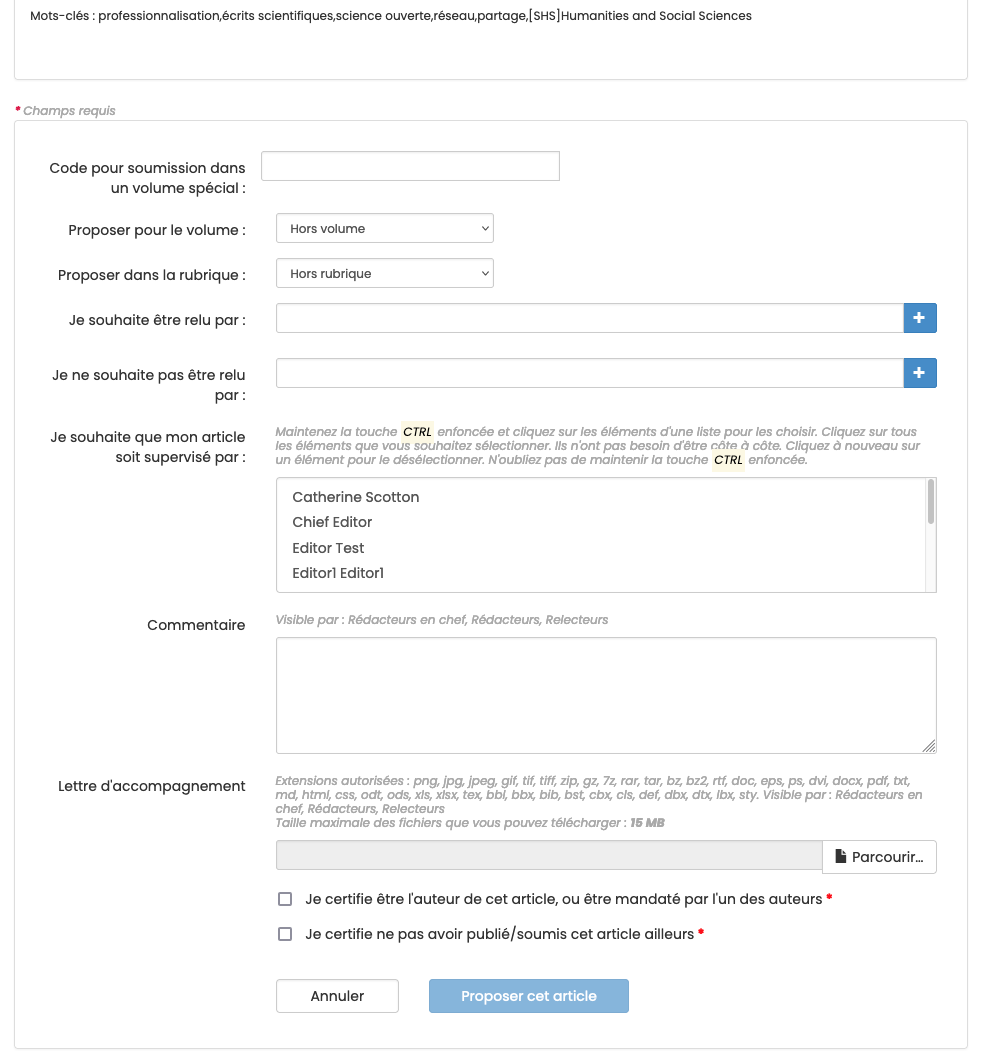 Mots-clés : professionnalisation,écrits scientifiques,science ouverte,réseau,partage,[SHS]Humanities and Social Sciences
* Champs requis
Code pour soumission dans
un volume spécial :
Proposer pour le volume :
Hors volume
Proposer dans la rubrique :
Hors rubrique
Je souhaite être relu par :
Je ne souhaite pas être relu
par :
Je souhaite que mon article
soit supervisé par :
Maintenez la touche CTRL enfoncée et cliquez sur les éléments d'une liste pour les choisir. Cliquez sur tous
les éléments que vous souhaitez sélectionner. Ils n'ont pas besoin d'être côte à côte. Cliquez à nouveau sur
un élément pour le désélectionner. N'oubliez pas de maintenir la touche CTRL enfoncée.
Catherine Scotton
Chief Editor
Editor Test
Editor1 Editor1
Commentaire
Visible par : Rédacteurs en chef, Rédacteurs, Relecteurs
Lettre d'accompagnement
Extensions autorisées : png, jpg, jpeg, gif, tif, tiff, zip, gz, 7z, rar, tar, bz, bz2, rtf, doc, eps, ps, dvi, docx, pdf, txt,
md, html, css, odt, ods, xls, xlsx, tex, bbl, bbx, bib, bst, cbx, cls, def, dbx, dtx, lbx, sty. Visible par : Rédacteurs en
chef, Rédacteurs, Relecteurs
Taille maximale des fichiers que vous pouvez télécharger : 15 MB
Parcourir...
Je certifie être l'auteur de cet article, ou être mandaté par l'un des auteurs *
Je certifie ne pas avoir publié/soumis cet article ailleurs *
Annuler
Proposer cet article